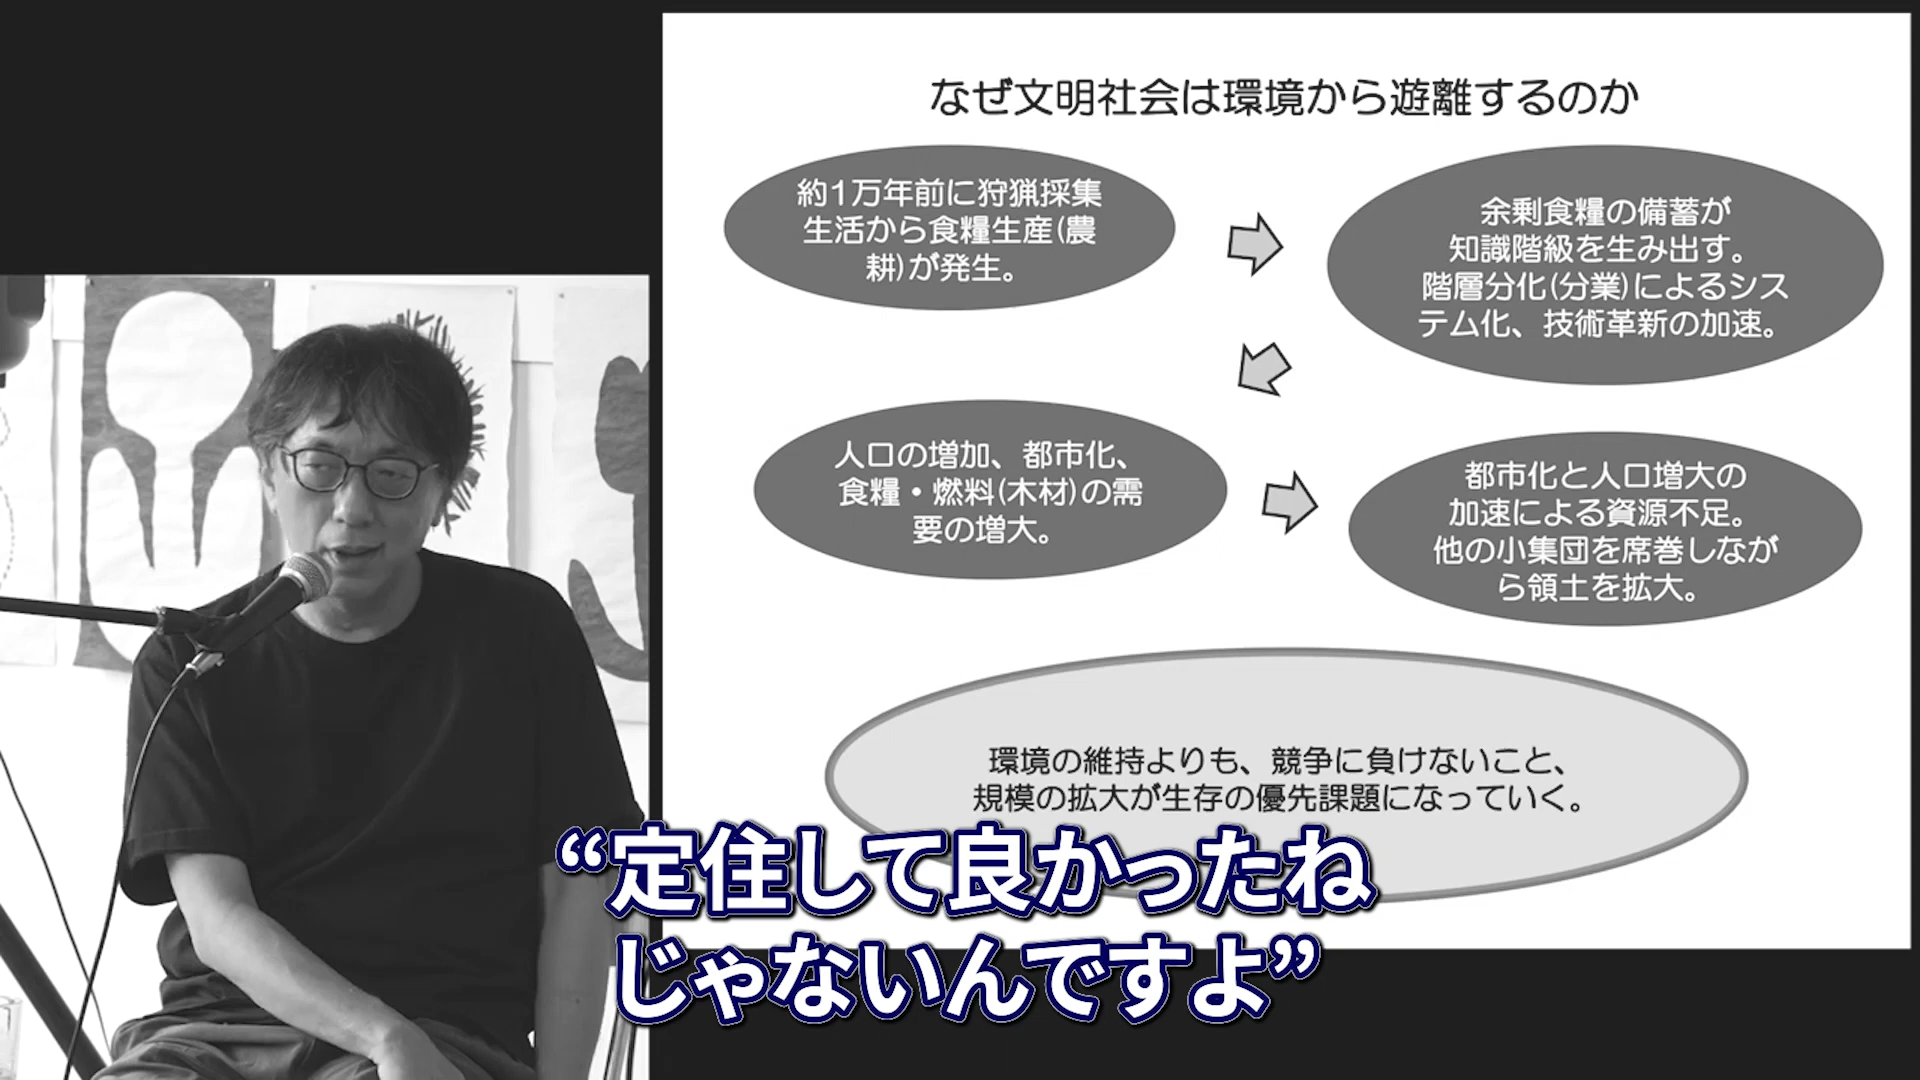 なぜ文明社会は環境から遊離するのか
約1万年前に狩猟採集
生活から食糧生産(農
耕)が発生。
余剰食糧の備蓄が
知識階級を生み出す。
階層分化(分業)によるシス
テム化、技術革新の加速。
人口の増加、都市化、
食糧・燃料(木材)の需
要の増大。
都市化と人口増大の
加速による資源不足。
他の小集団を席巻しなが
ら領土を拡大。
環境の維持よりも、競争に負けないこと、
規模の拡大が生存の優先課題になっていく。
“定住して良かったね
じゃないんですよ”